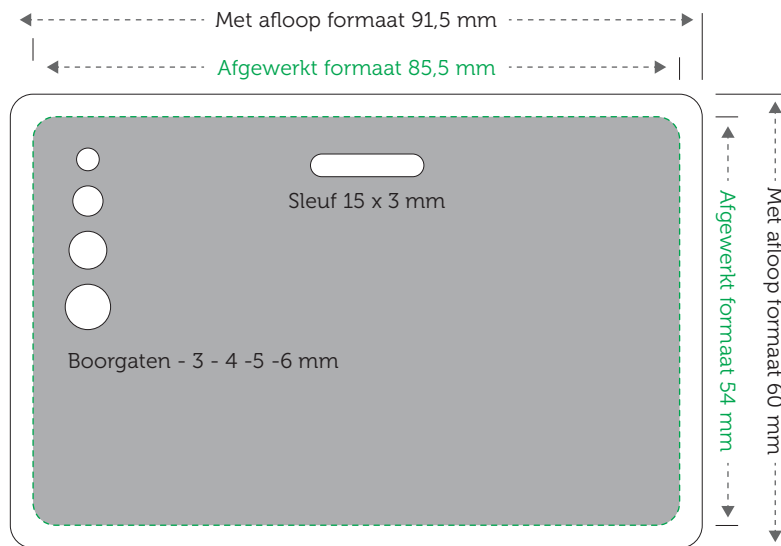 Met afloop formaat 91,5 mm
Afgewerkt formaat 85,5 mm
Sleuf 15 x 3 mm
Boorgaten - 3 - 4 -5 -6 mm
Afgewerkt formaat 54 mm
Met afloop formaat 60 mm